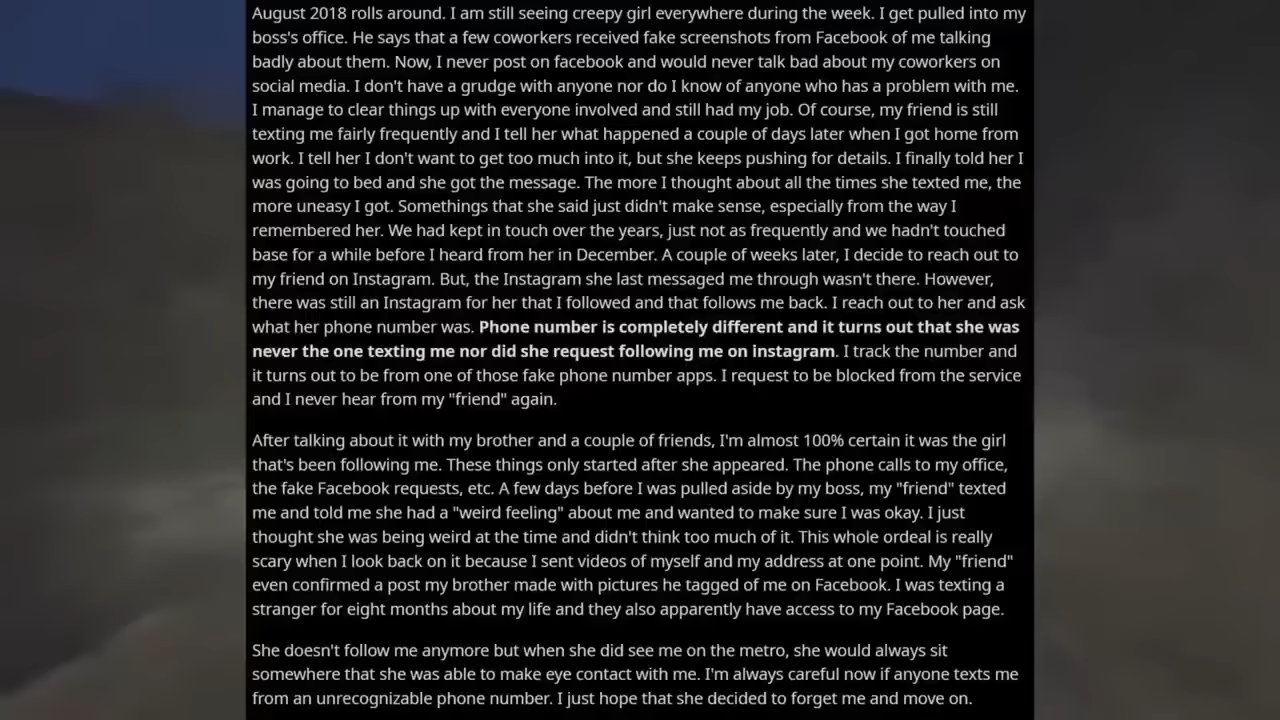 August 2018 rolls around. I am still seeing creepy girl everywhere during the week. I get pulled into my
boss's office. He says that a few coworkers received fake screenshots from Facebook of me talking
badly about them. Now, I never post on facebook and would never talk bad about my coworkers on
social media. I don't have a grudge with anyone nor do I know of anyone who has a problem with me.
I manage to clear things up with everyone involved and still had my job. Of course, my friend is still
texting me fairly frequently and I tell her what happened a couple of days later when I got home from
work. I tell her I don't want to get too much into it, but she keeps pushing for details. I finally told her I
was going to bed and she got the message. The more I thought about all the times she texted me, the
more uneasy I got. Somethings that she said just didn't make sense, especially from the way I
remembered her. We had kept in touch over the years, just not as frequently and we hadn't touched
base for a while before I heard from her in December. A couple of weeks later, I decide to reach out to
my friend on Instagram. But, the Instagram she last messaged me through wasn't there. However,
there was still an Instagram for her that I followed and that follows me back. I reach out to her and ask
what her phone number was. Phone number is completely different and it turns out that she was
never the one texting me nor did she request following me on instagram. I track the number and
it turns out to be from one of those fake phone number apps. I request to be blocked from the service
and I never hear from my "friend" again.
After talking about it with my brother and a couple of friends, I'm almost 100% certain it was the girl
that's been following me. These things only started after she appeared. The phone calls to my office,
the fake Facebook requests, etc. A few days before I was pulled aside by my boss, my "friend" texted
me and told me she had a "weird feeling" about me and wanted to make sure I was okay. I just
thought she was being weird at the time and didn't think too much of it. This whole ordeal is really
scary when I look back on it because I sent videos of myself and my address at one point. My "friend"
even confirmed a post my brother made with pictures he tagged of me on Facebook. I was texting a
stranger for eight months about my life and they also apparently have access to my Facebook page.
She doesn't follow me anymore but when she did see me on the metro, she would always sit
somewhere that she was able to make eye contact with me. I'm always careful now if anyone texts me
from an unrecognizable phone number. I just hope that she decided to forget me and move on.